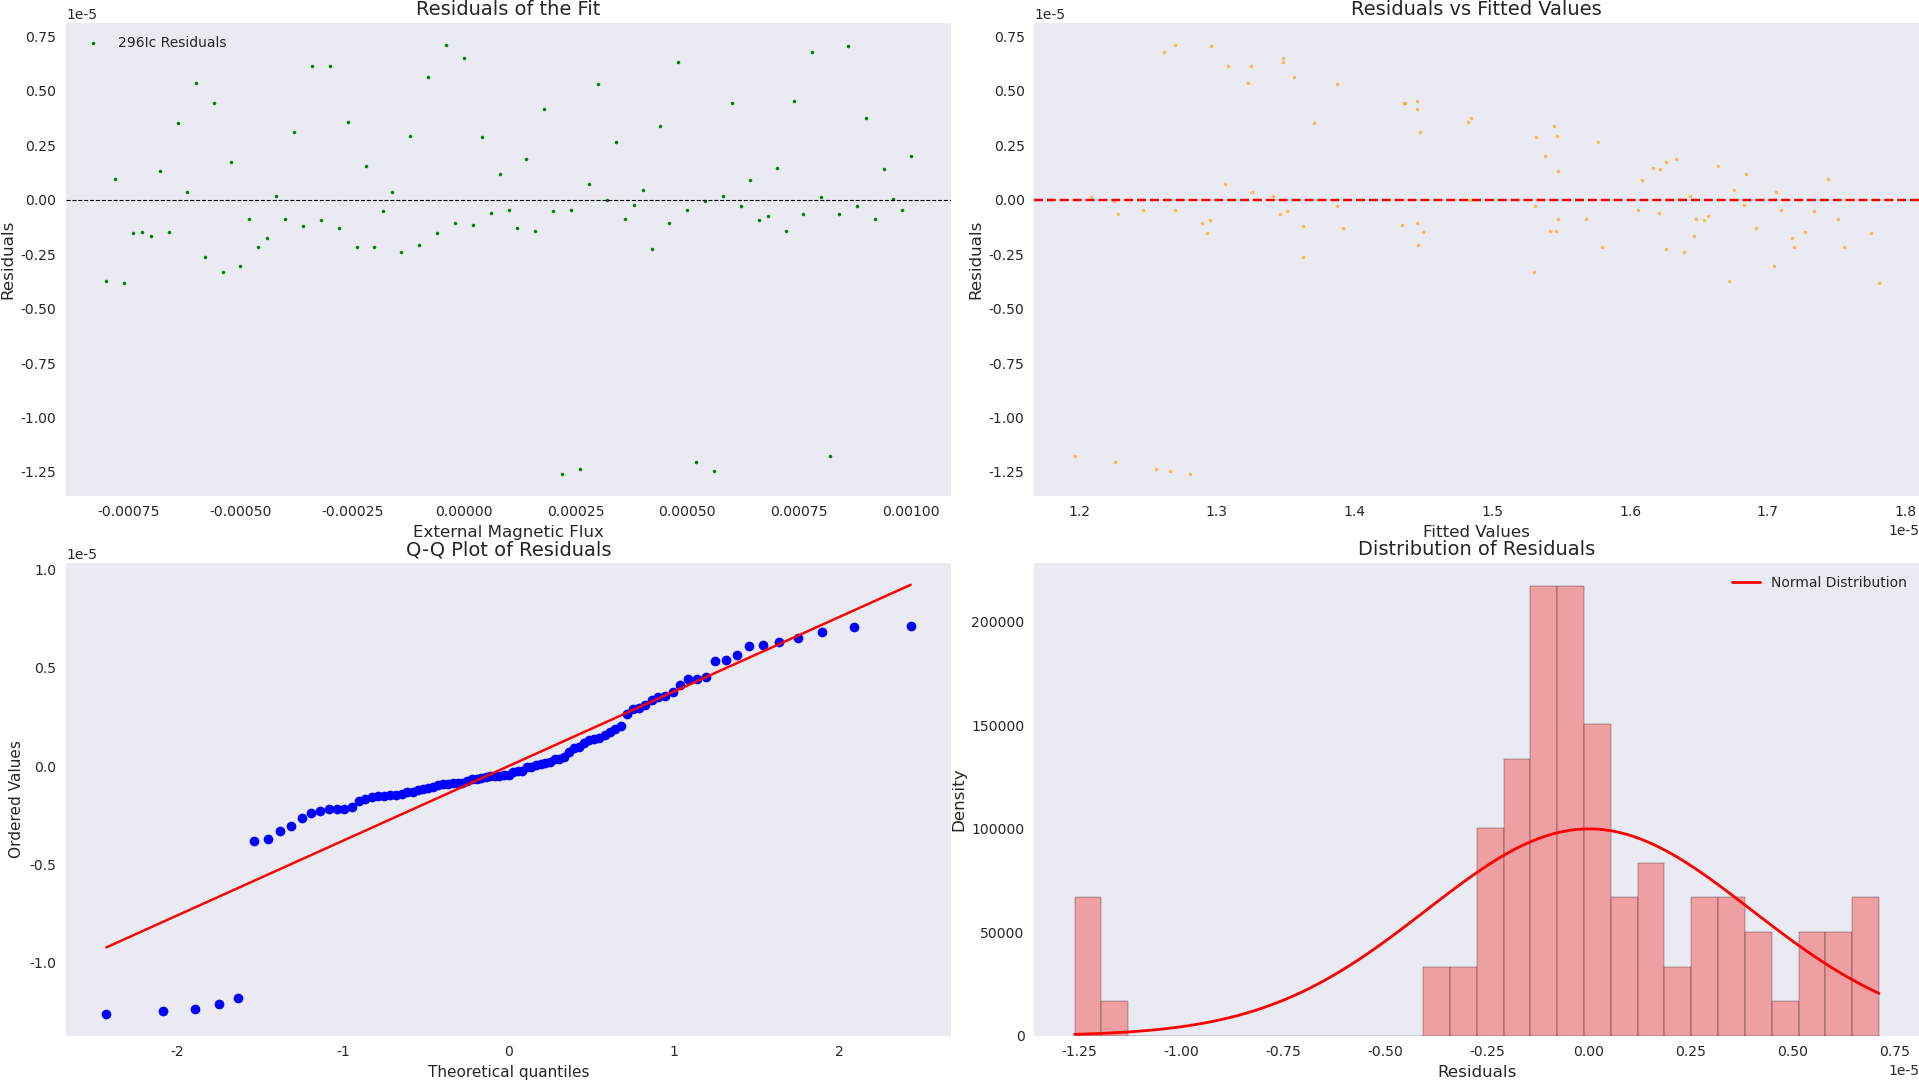 Residuals of the Fit
1e-5
0.75
0.50
0.25
0.00
-0.25
-0.50
-0.75
-1.00
-1.25
Residuals
296Ic Residuals
-0.00075 -0.00050 -0.00025 0.00000 0.00025 0.00050 0.00075 0.00100
External Magnetic Flux
Residuals vs Fitted Values
1e-5
0.75
0.50
0.25
0.00
-0.25
-0.50
-0.75
-1.00
-1.25
Residuals
1.2 1.3 1.4 1.5 1.6 1.7 1.8
1e-5
Fitted Values
Q-Q Plot of Residuals
1e-5
1.0
0.5
0.0
-0.5
-1.0
Ordered Values
-2 -1 0 1 2
Theoretical quantiles
Distribution of Residuals
Normal Distribution
200000
150000
100000
50000
0
Density
-1.25 -1.00 -0.75 -0.50 -0.25 0.00 0.25 0.50 0.75
1e-5
Residuals